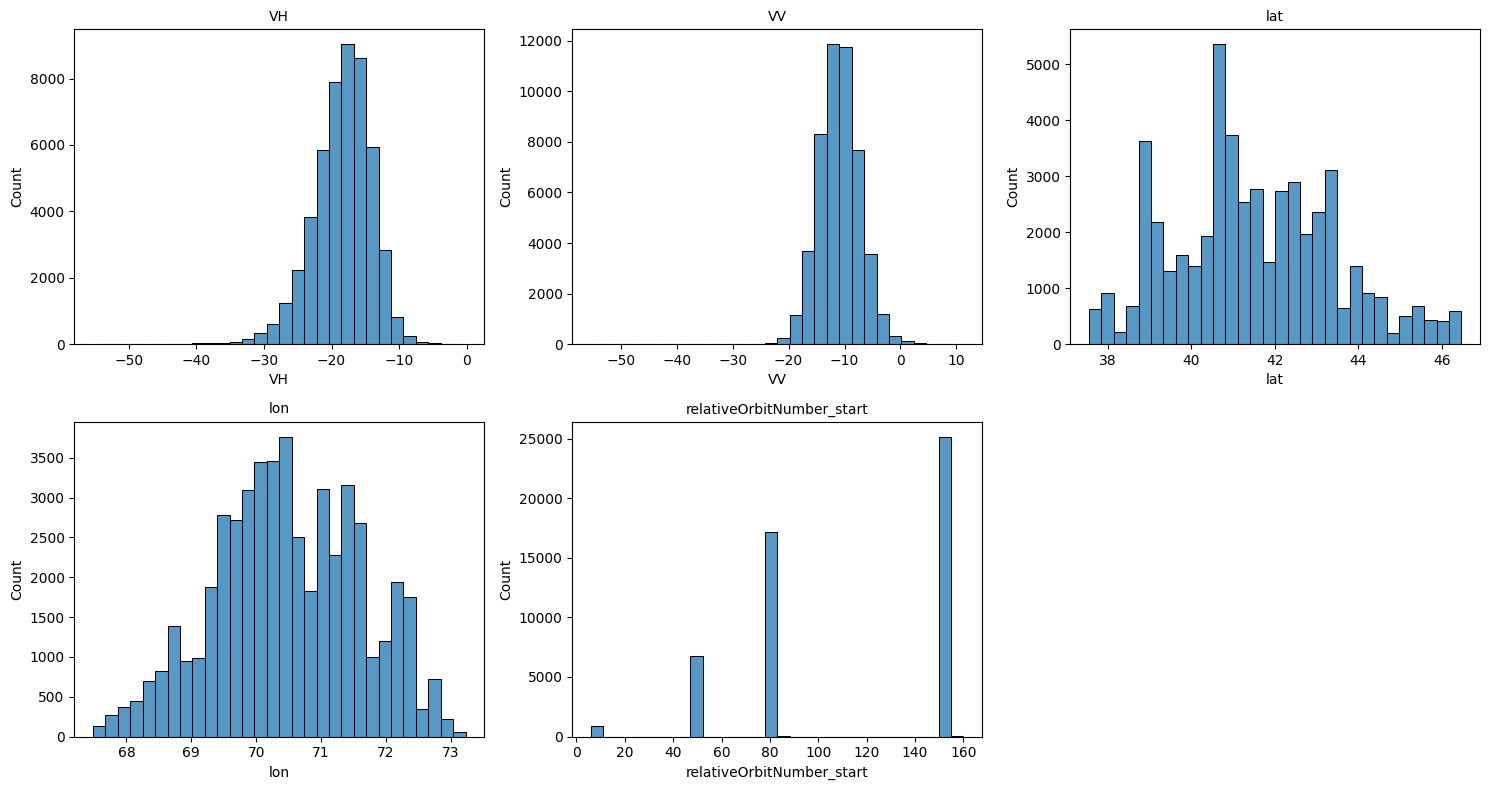 VH
Count
8000
6000
4000
2000
0
−50 −40 −30 −20 −10 0
VH
VV
Count
12000
10000
8000
6000
4000
2000
0
−50 −40 −30 −20 −10 0 10
VV
lat
Count
5000
4000
3000
2000
1000
0
38 40 42 44 46
lat
lon
Count
3500
3000
2500
2000
1500
1000
500
0
68 69 70 71 72 73
lon
relativeOrbitNumber_start
Count
25000
20000
15000
10000
5000
0
0 20 40 60 80 100 120 140 160
relativeOrbitNumber_start